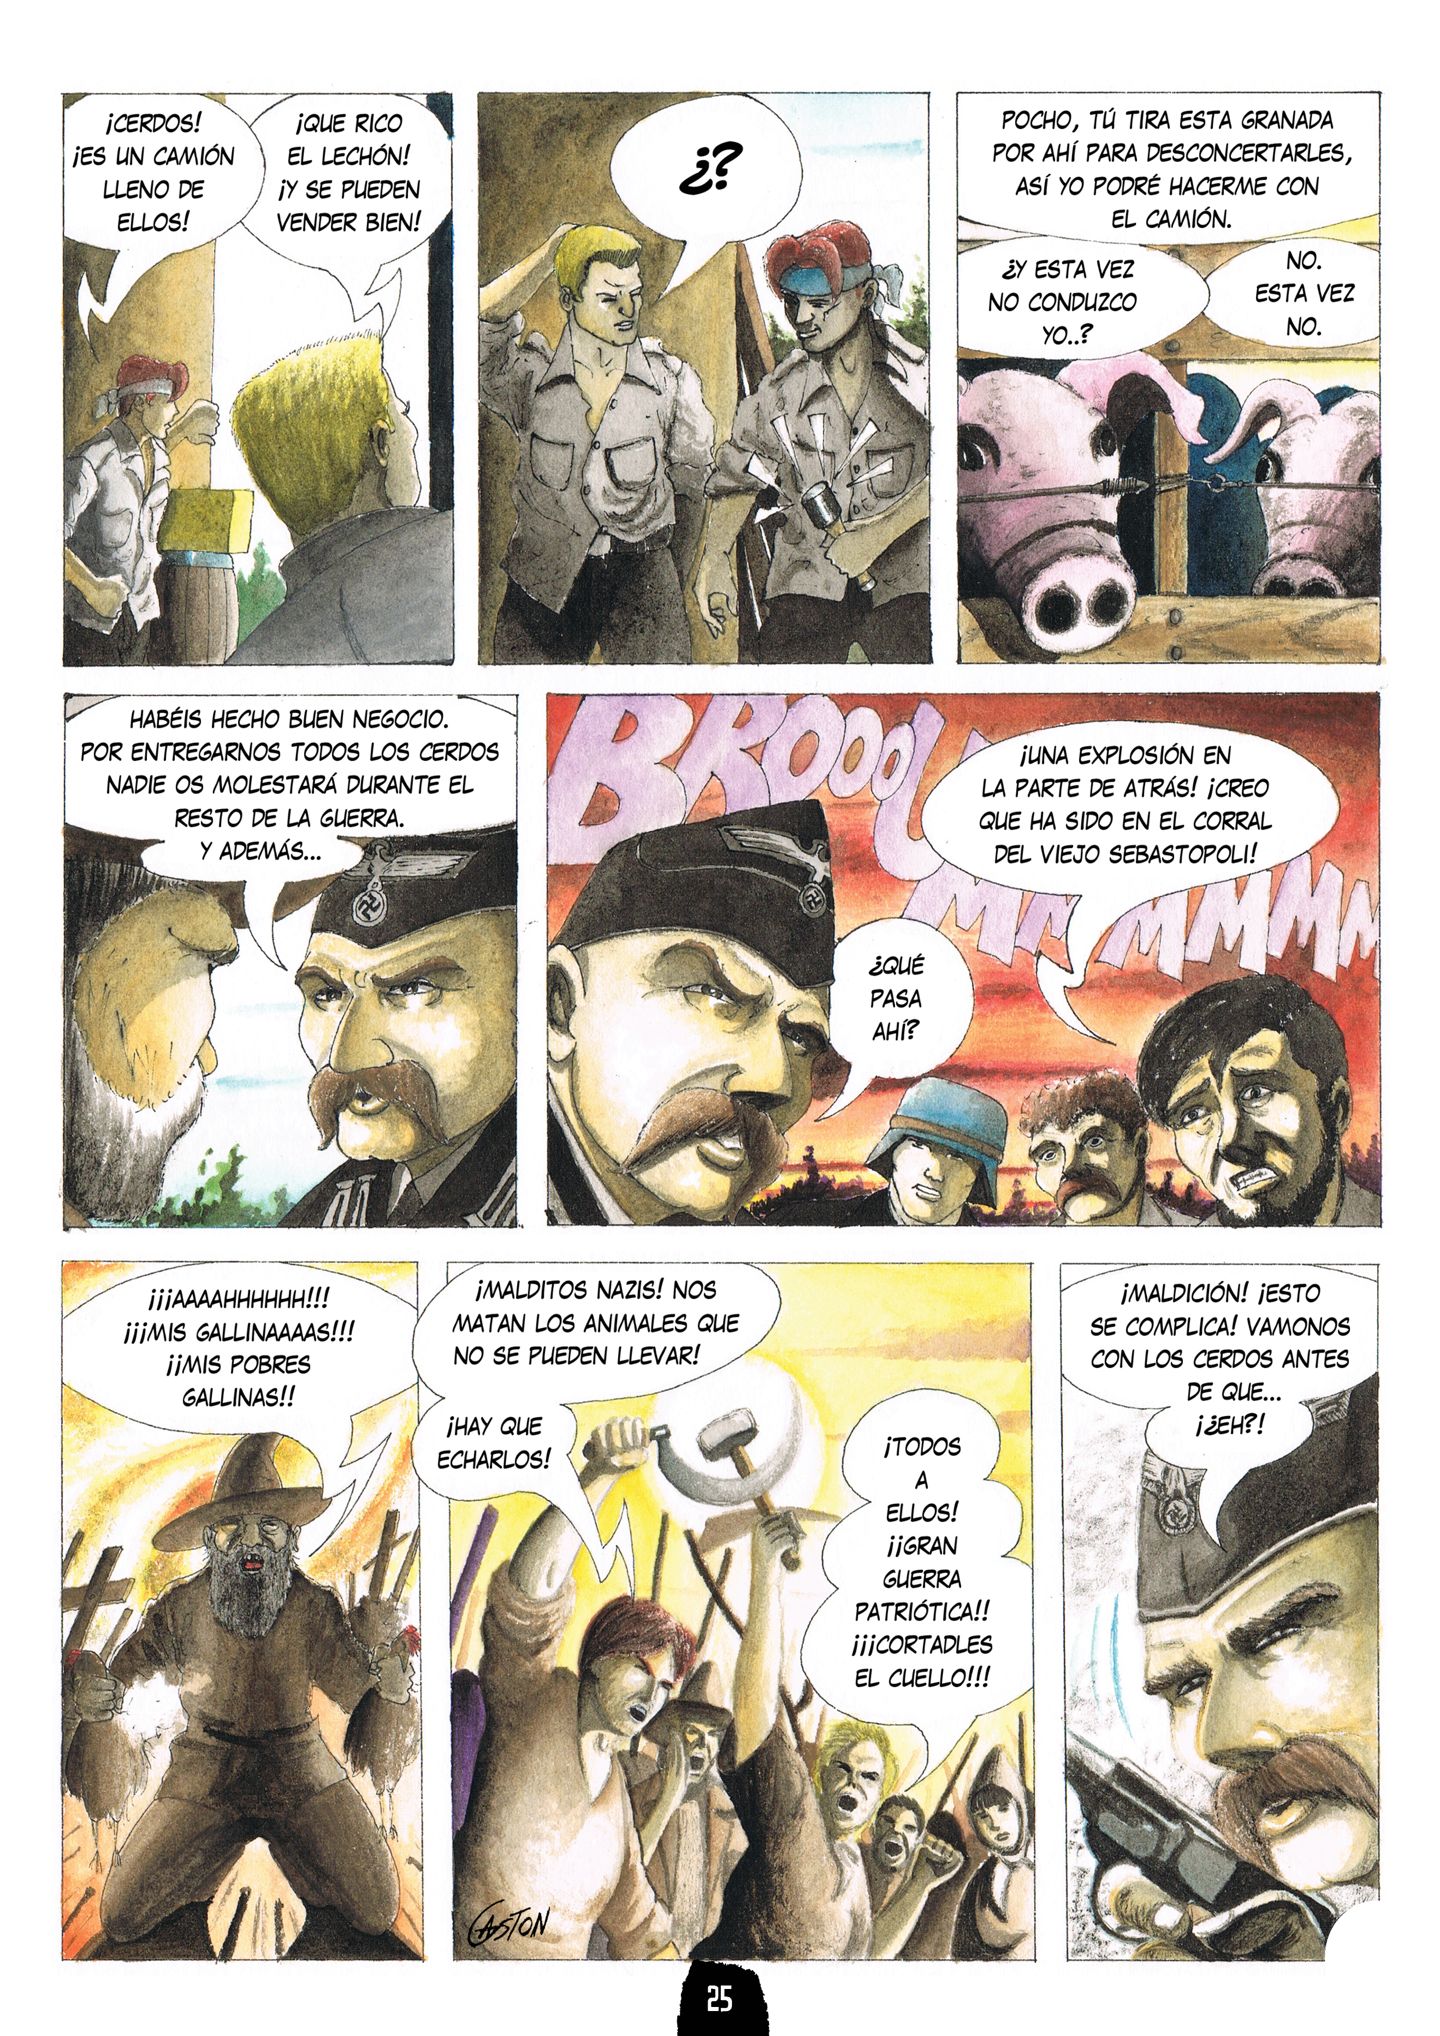 ¡CERDOS!
¡ES UN CAMIÓN
LLENO DE
ELLOS!
¡QUE RICO
EL LECHÓN!
¡Y SE PUEDEN
VENDER BIEN!
¿?
POCHO, TÚ TIRA ESTA GRANADA
POR AHÍ PARA DESCONCERTARLES,
ASÍ YO PODRÉ HACERME CON
EL CAMIÓN.
¿Y ESTA VEZ
NO CONDUZCO
YO..?
NO.
ESTA VEZ
NO.
HABÉIS HECHO BUEN NEGOCIO.
POR ENTREGARNOS TODOS LOS CERDOS
NADIE OS MOLESTARÁ DURANTE EL
RESTO DE LA GUERRA.
Y ADEMÁS...
BROOOUMMMMMMM
¡UNA EXPLOSIÓN EN
LA PARTE DE ATRÁS! ¡CREO
QUE HA SIDO EN EL CORRAL
DEL VIEJO SEBASTOPOLI!
¿QUÉ
PASA
AHÍ?
¡¡¡AAAAHHHHHH!!!
¡¡¡MIS GALLINAAAAS!!!
¡¡MIS POBRES
GALLINAS!!
¡MALDITOS NAZIS! NOS
MATAN LOS ANIMALES QUE
NO SE PUEDEN LLEVAR!
¡HAY QUE
ECHARLOS!
¡TODOS
A
ELLOS!
¡¡GRAN
GUERRA
PATRIÓTICA!!
¡¡¡CORTADLES
EL CUELLO!!!
GASTON
¡MALDICIÓN! ¡ESTO
SE COMPLICA! VAMONOS
CON LOS CERDOS ANTES
DE QUE...
¡¿EH?!
25